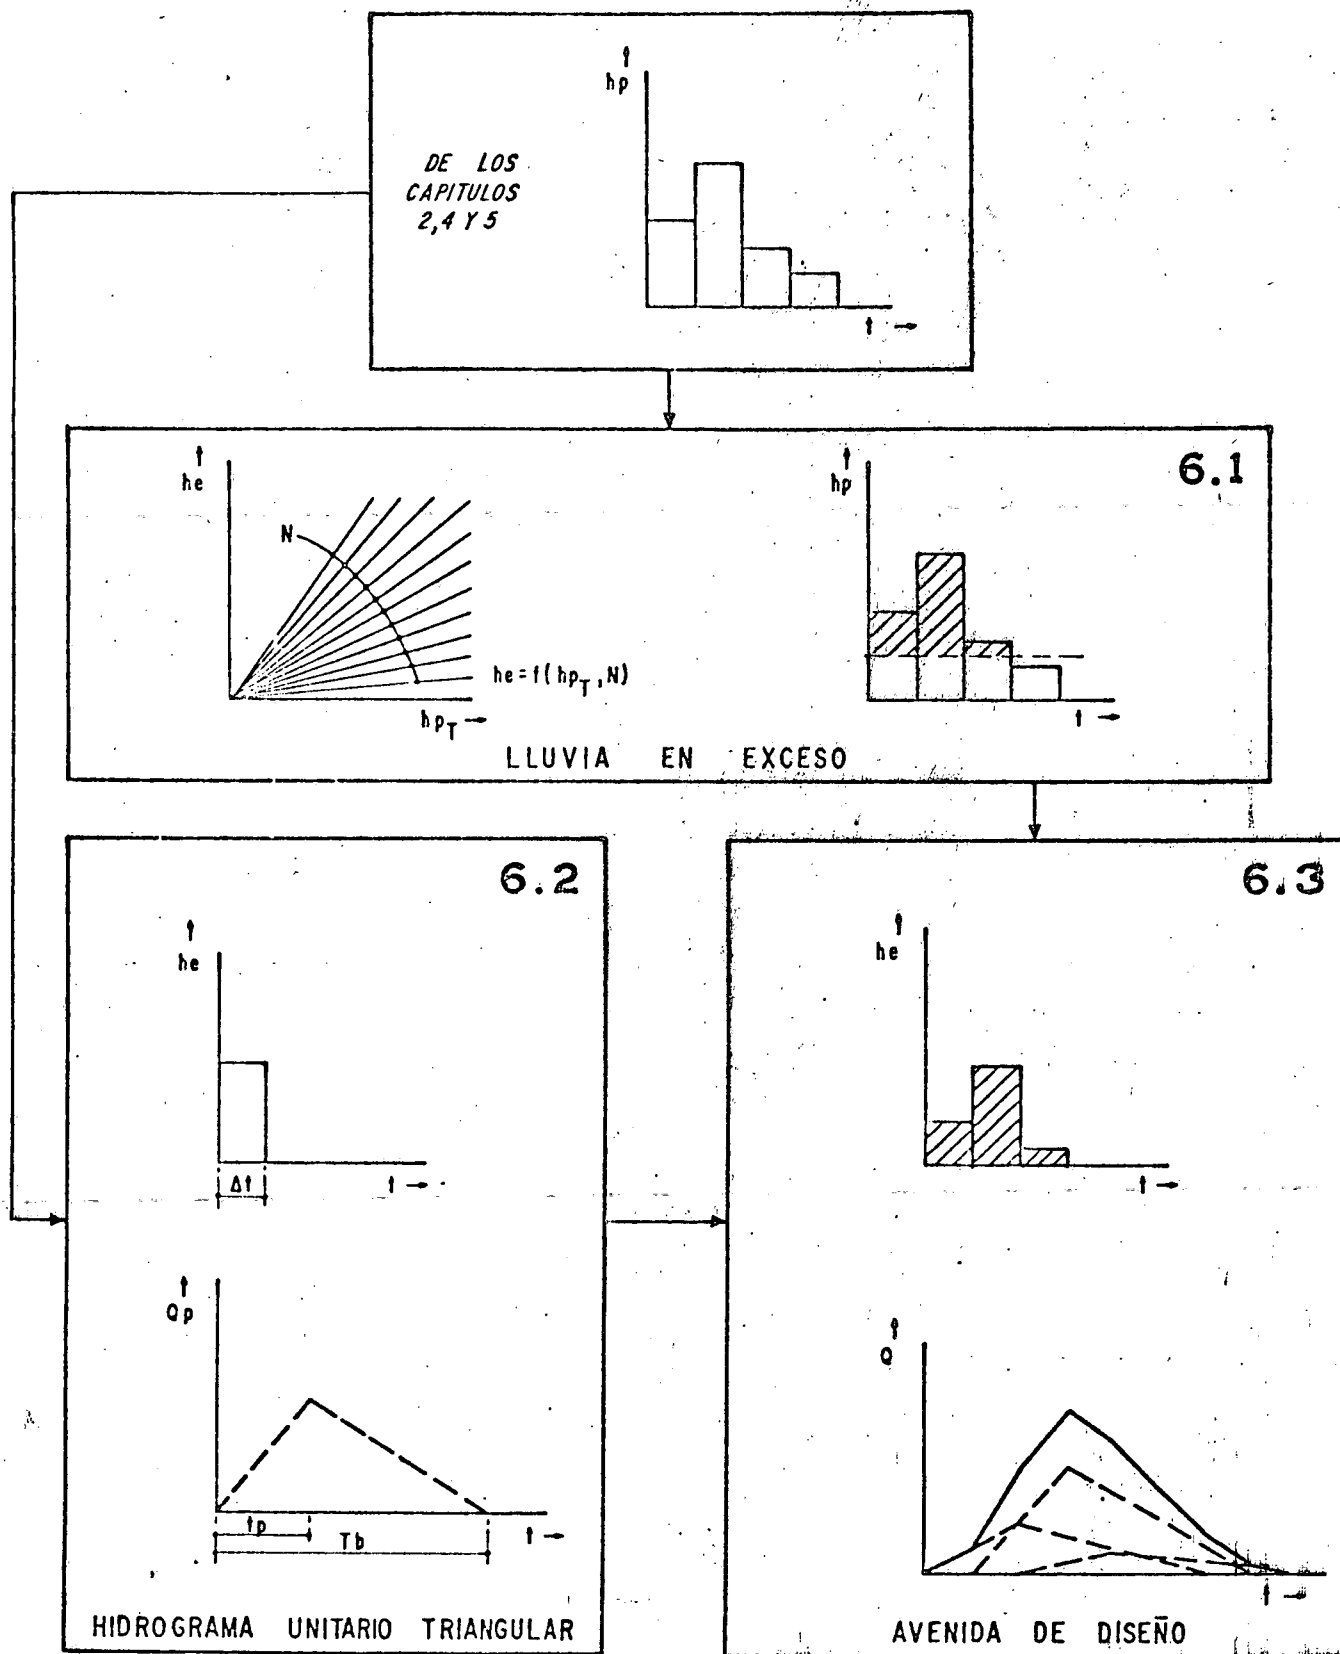 hp
DE LOS
CAPITULOS
2,4 Y 5
t
6.1
he
N
he=f(hpT,N)
hpT
hp
t
LLUVIA EN EXCESO
6.2
he
Δt
t
Qp
tp
Tb
t
HIDROGRAMA UNITARIO TRIANGULAR
6.3
he
t
Q
t
AVENIDA DE DISEÑO